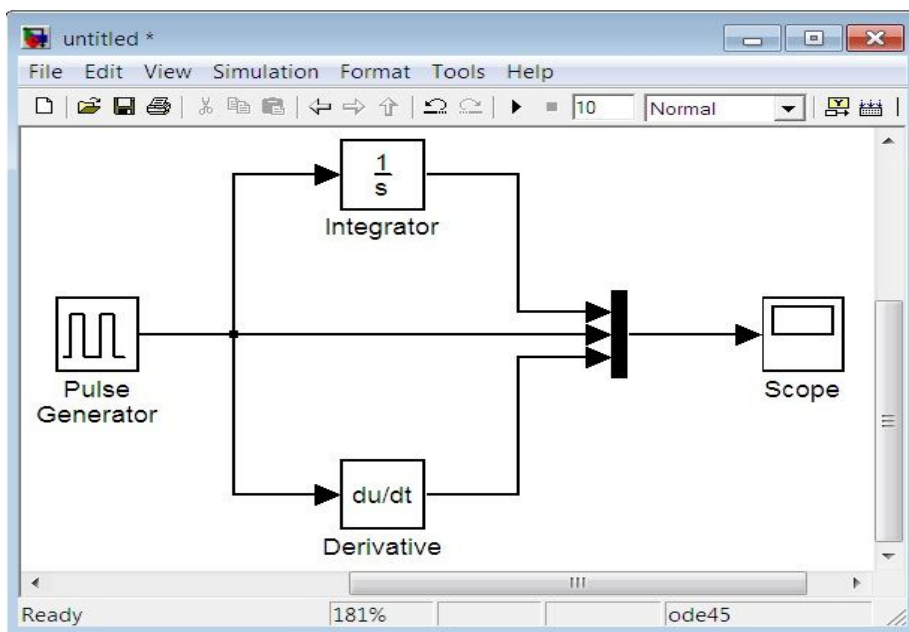 untitled *
File Edit View Simulation Format Tools Help
10 Normal
1
s
Integrator
Pulse
Generator
Scope
du/dt
Derivative
Ready 181% ode45